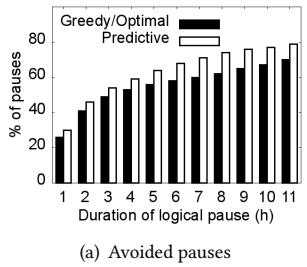 Greedy/Optimal
Predictive
% of pauses
80
60
40
20
0
1 2 3 4 5 6 7 8 9 10 11
Duration of logical pause (h)
(a) Avoided pauses